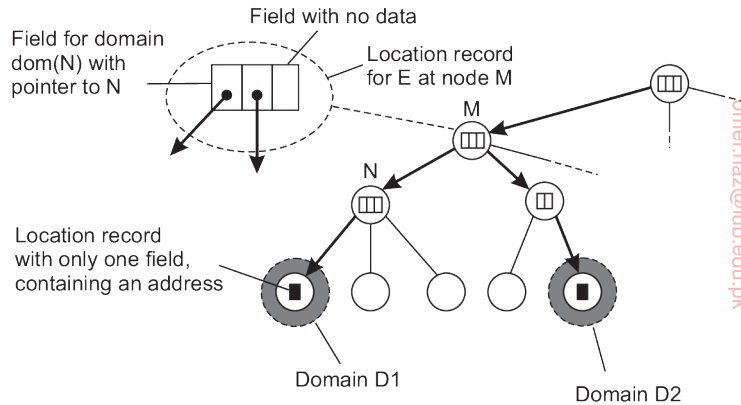 Field with no data
Field for domain
dom(N) with
pointer to N
Location record
for E at node M
M
N
Location record
with only one field,
containing an address
Domain D1
Domain D2